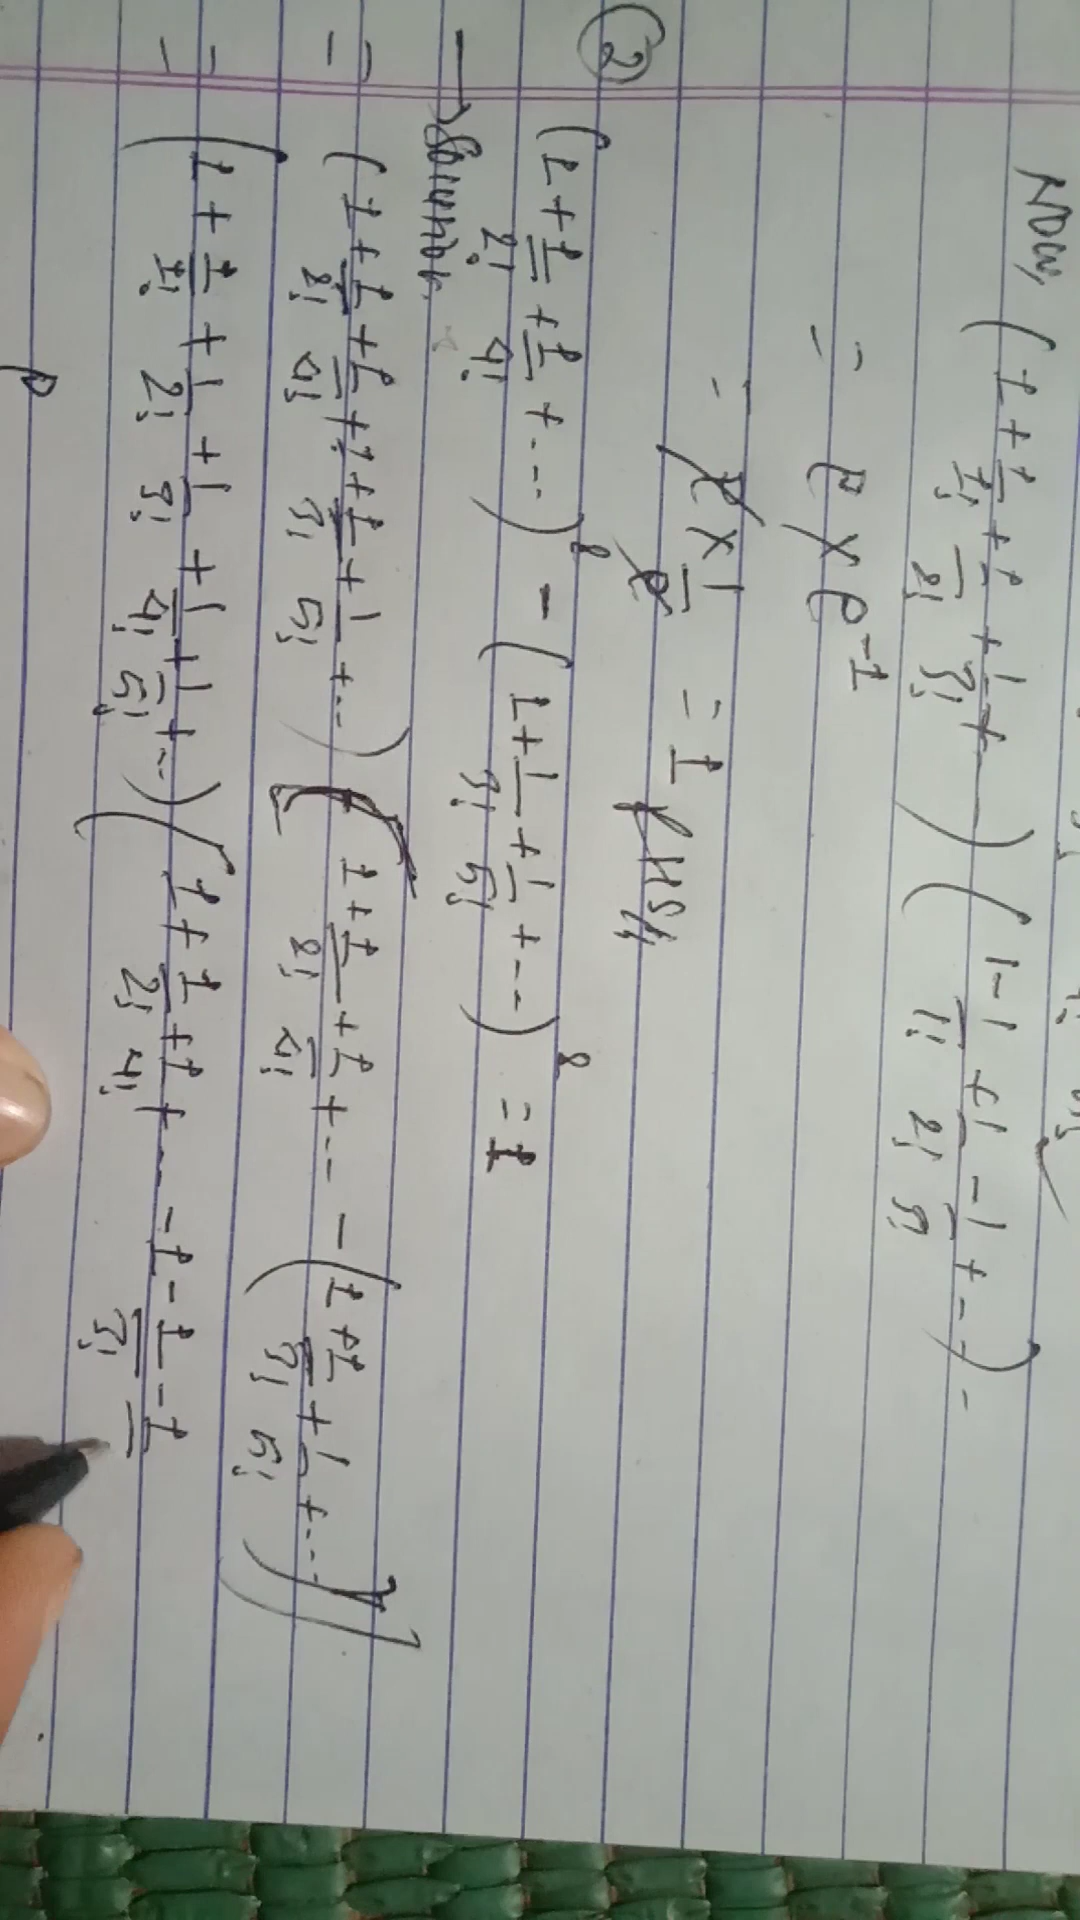 Now, (1 + 1/1! + 1/2! + 1/3! + —) (1 - 1/1! + 1/2! - 1/3! + ...) -
= e × e^-1
= e × 1/e = 1 RHS//
② (1 + 1/2! + 1/4! + ...)^2 - (1 + 1/3! + 1/5! + ...)^2 = 1
→ Solution,
= (1 + 1/2! + 1/4! + 1 + 1/3! + 1/5! + ...) [1 + 1/2! + 1/4! + ... - (1 + 1/3! + 1/5! + ...)]
= (1 + 1/1! + 1/2! + 1/3! + 1/4! + 1/5! + ...) (1 + 1/2! + 1/4! + ... - 1 - 1/3! - 1/